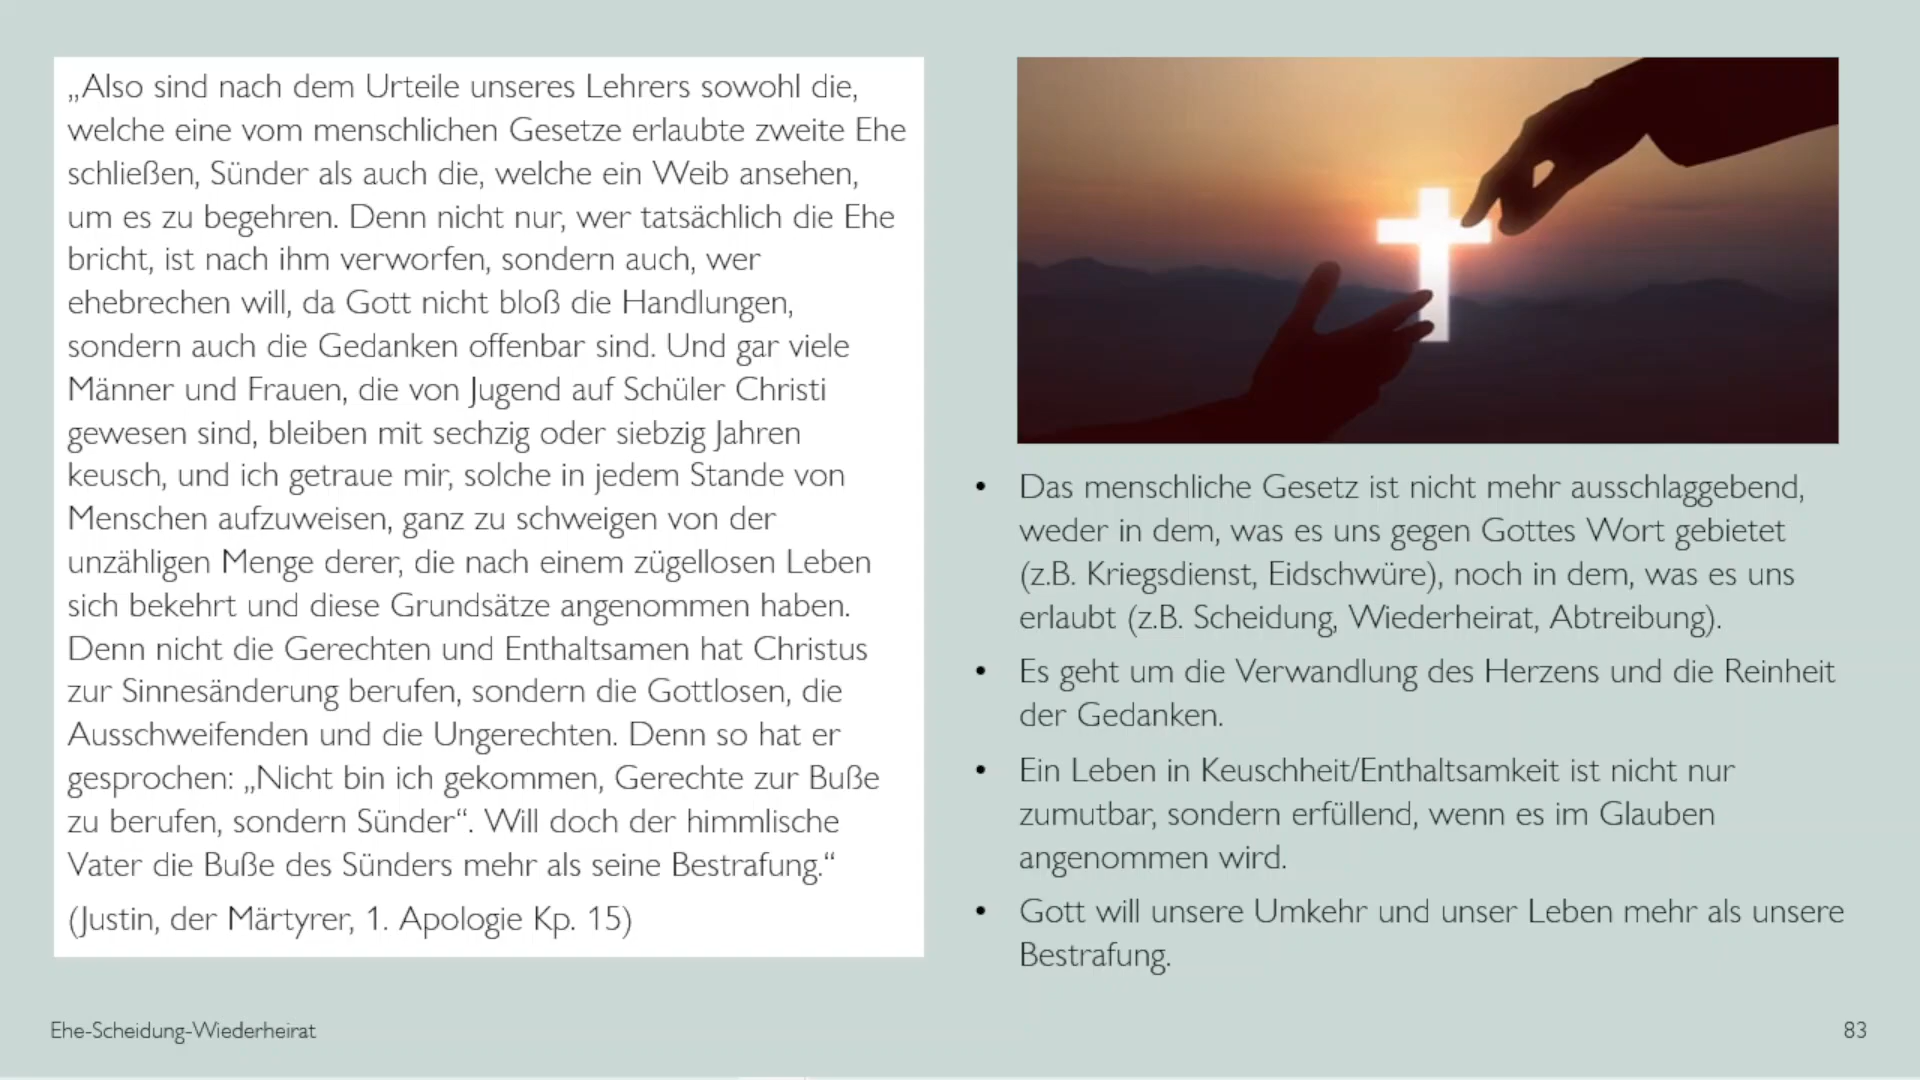 „Also sind nach dem Urteile unseres Lehrers sowohl die,
welche eine vom menschlichen Gesetze erlaubte zweite Ehe
schließen, Sünder als auch die, welche ein Weib ansehen,
um es zu begehren. Denn nicht nur, wer tatsächlich die Ehe
bricht, ist nach ihm verworfen, sondern auch, wer
ehebrechen will, da Gott nicht bloß die Handlungen,
sondern auch die Gedanken offenbar sind. Und gar viele
Männer und Frauen, die von Jugend auf Schüler Christi
gewesen sind, bleiben mit sechzig oder siebzig Jahren
keusch, und ich getraue mir, solche in jedem Stande von
Menschen aufzuweisen, ganz zu schweigen von der
unzähligen Menge derer, die nach einem zügellosen Leben
sich bekehrt und diese Grundsätze angenommen haben.
Denn nicht die Gerechten und Enthaltsamen hat Christus
zur Sinnesänderung berufen, sondern die Gottlosen, die
Ausschweifenden und die Ungerechten. Denn so hat er
gesprochen: „Nicht bin ich gekommen, Gerechte zur Buße
zu berufen, sondern Sünder“. Will doch der himmlische
Vater die Buße des Sünders mehr als seine Bestrafung.“
(Justin, der Märtyrer, 1. Apologie Kp. 15)
• Das menschliche Gesetz ist nicht mehr ausschlaggebend,
weder in dem, was es uns gegen Gottes Wort gebietet
(z.B. Kriegsdienst, Eidschwüre), noch in dem, was es uns
erlaubt (z.B. Scheidung, Wiederheirat, Abtreibung).
• Es geht um die Verwandlung des Herzens und die Reinheit
der Gedanken.
• Ein Leben in Keuschheit/Enthaltsamkeit ist nicht nur
zumutbar, sondern erfüllend, wenn es im Glauben
angenommen wird.
• Gott will unsere Umkehr und unser Leben mehr als unsere
Bestrafung.
Ehe-Scheidung-Wiederheirat
83